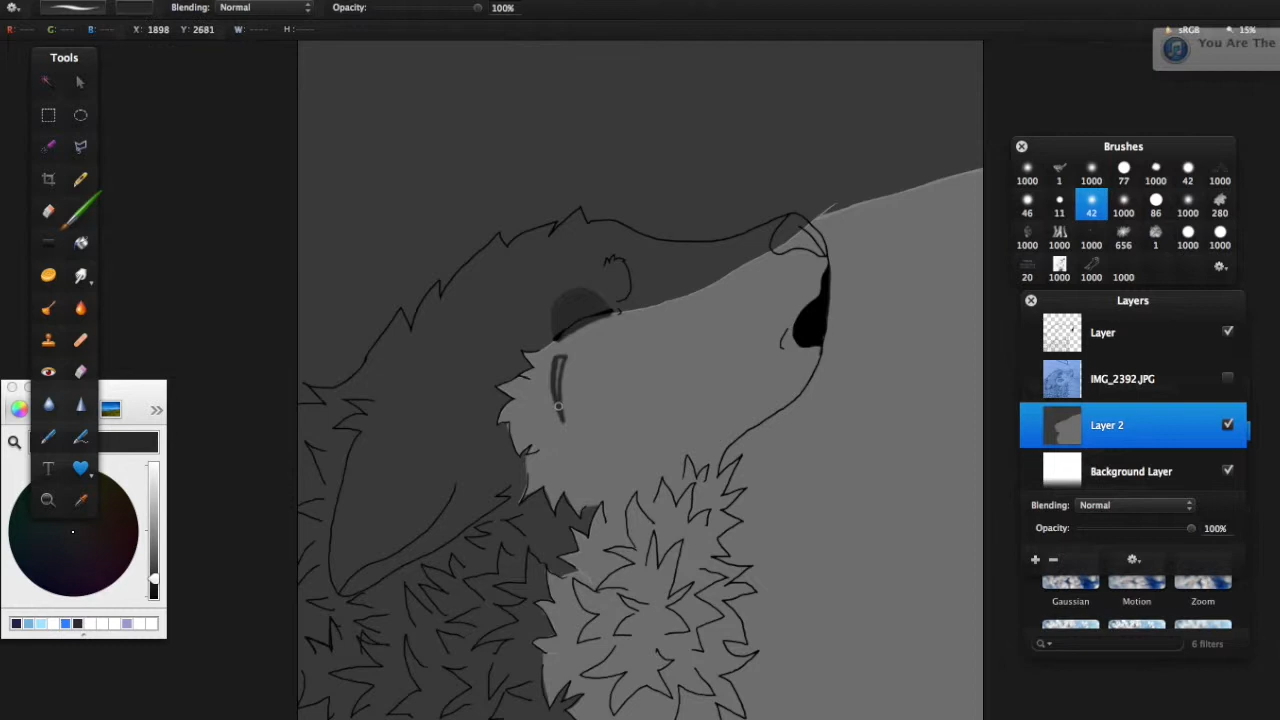 Blending: Normal Opacity: 100%
R: G: B: X: 1898 Y: 2681 W: H: sRGB 15%
You Are The
Tools
Brushes
1000 1 1000 77 1000 42 1000
46 11 42 1000 86 1000 280
1000 1000 1000 656 1 1000 1000
20 1000 1000 1000
Layers
Layer
IMG_2392.JPG
Layer 2
Background Layer
Blending: Normal
Opacity: 100%
Gaussian Motion Zoom
6 filters
T